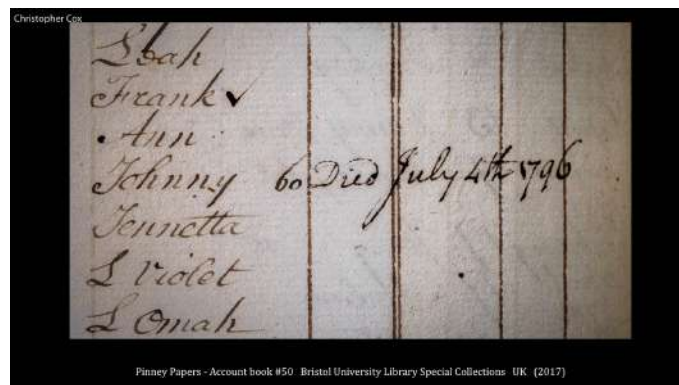 Christopher Cox
Leah
Frank ✓
Ann
Johnny 60 Died July 4th 1796
Jennetta
L Violet
L Omah
Pinney Papers - Account book #50 Bristol University Library Special Collections UK (2017)